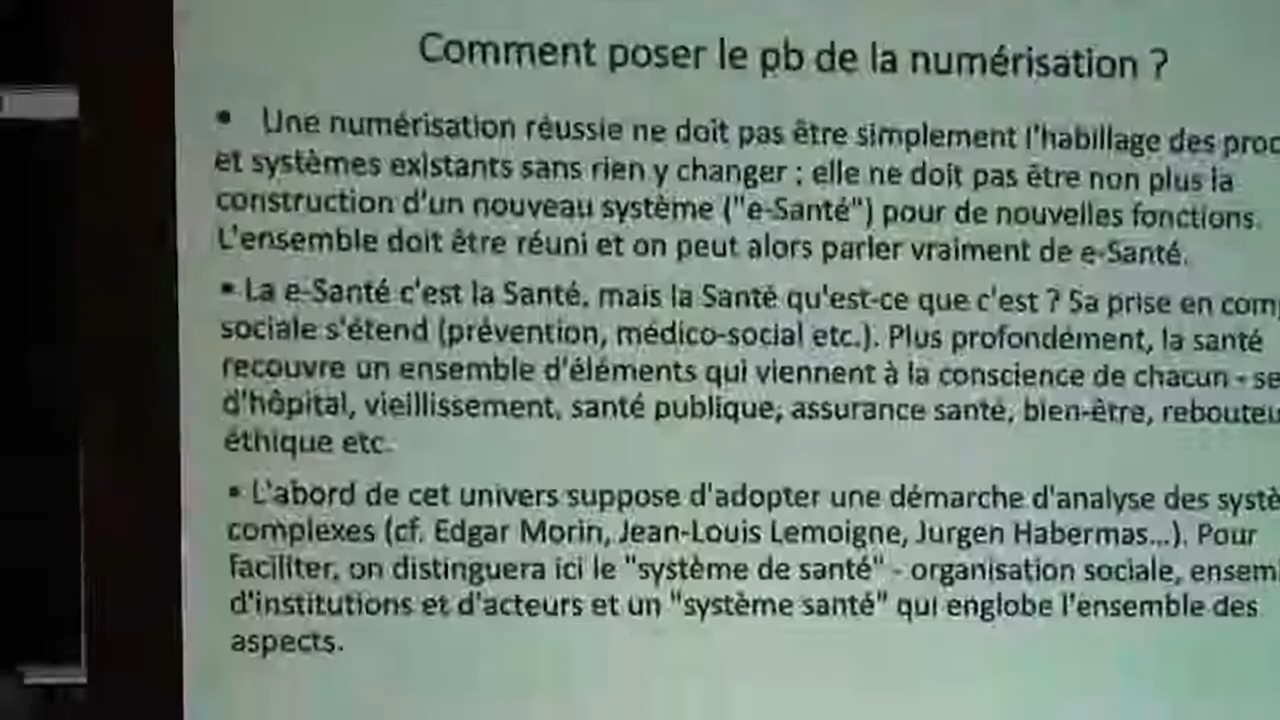 Comment poser le pb de la numérisation ?
• Une numérisation réussie ne doit pas être simplement l'habillage des proc
et systèmes existants sans rien y changer ; elle ne doit pas être non plus la
construction d'un nouveau système ("e-Santé") pour de nouvelles fonctions.
L'ensemble doit être réuni et on peut alors parler vraiment de e-Santé.
• La e-Santé c'est la Santé, mais la Santé qu'est-ce que c'est ? Sa prise en com
sociale s'étend (prévention, médico-social etc.). Plus profondément, la santé
recouvre un ensemble d'éléments qui viennent à la conscience de chacun - se
d'hôpital, vieillissement, santé publique, assurance santé, bien-être, rebouteu
éthique etc.
• L'abord de cet univers suppose d'adopter une démarche d'analyse des systè
complexes (cf. Edgar Morin, Jean-Louis Lemoigne, Jurgen Habermas...). Pour
faciliter, on distinguera ici le "système de santé" - organisation sociale, ensem
d'institutions et d'acteurs et un "système santé" qui englobe l'ensemble des
aspects.